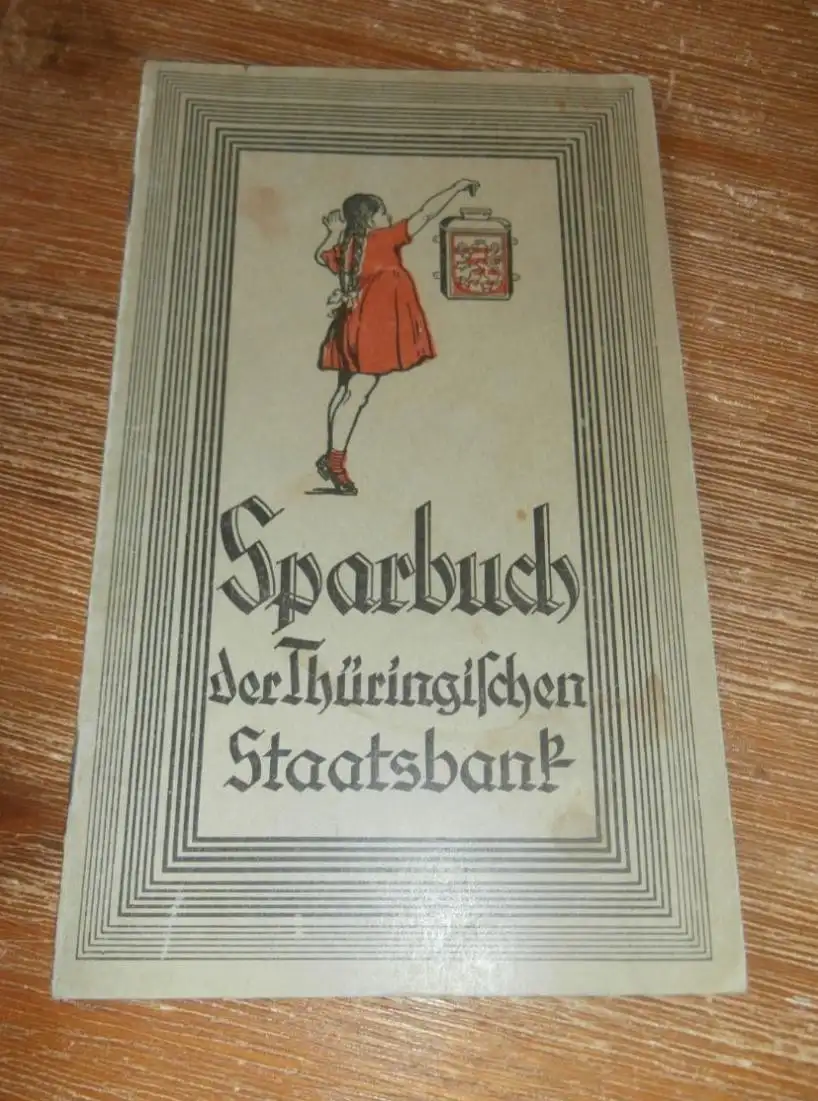 Sparbuch
der Thüringiſchen
Staatsbank